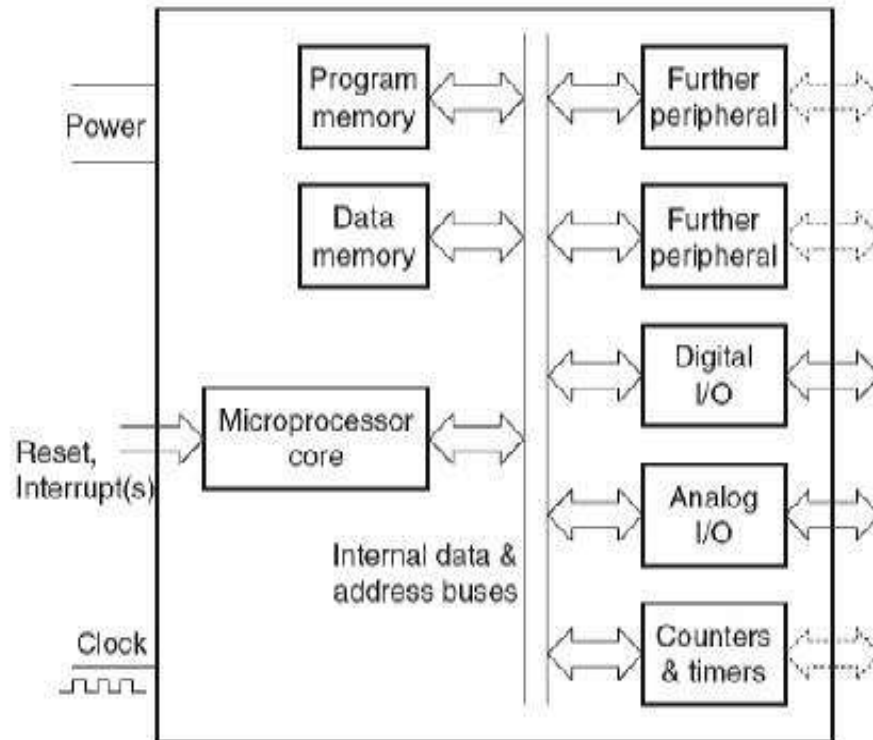 Program
memory
Further
peripheral
Power
Data
memory
Further
peripheral
Digital
I/O
Microprocessor
core
Reset,
Interrupt(s)
Analog
I/O
Internal data &
address buses
Clock
Counters
& timers